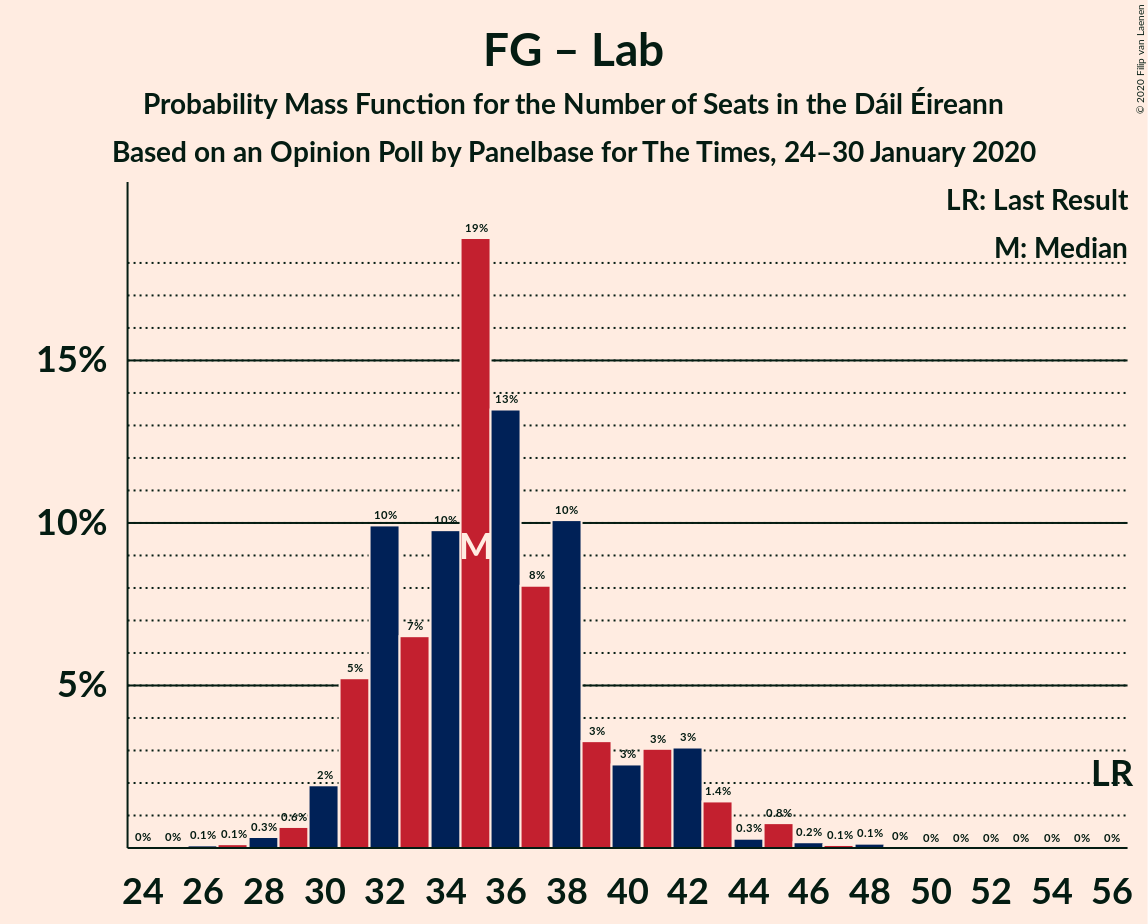 © 2020 Filip van Laenen
FG – Lab
Probability Mass Function for the Number of Seats in the Dáil Éireann
Based on an Opinion Poll by Panelbase for The Times, 24–30 January 2020
LR: Last Result
M: Median
15%
10%
5%
0% 0% 0.1% 0.1% 0.3% 0.6% 2% 5% 10% 7% 10% 19% 13% 8% 10% 3% 3% 3% 3% 1.4% 0.3% 0.8% 0.2% 0.1% 0.1% 0% 0% 0% 0% 0% 0% 0% 0%
M
LR
24 26 28 30 32 34 36 38 40 42 44 46 48 50 52 54 56